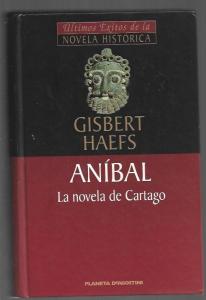 Últimos Éxitos de la
NOVELA HISTÓRICA
GISBERT
HAEFS
ANÍBAL
La novela de Cartago
PLANETA DEAGOSTINI